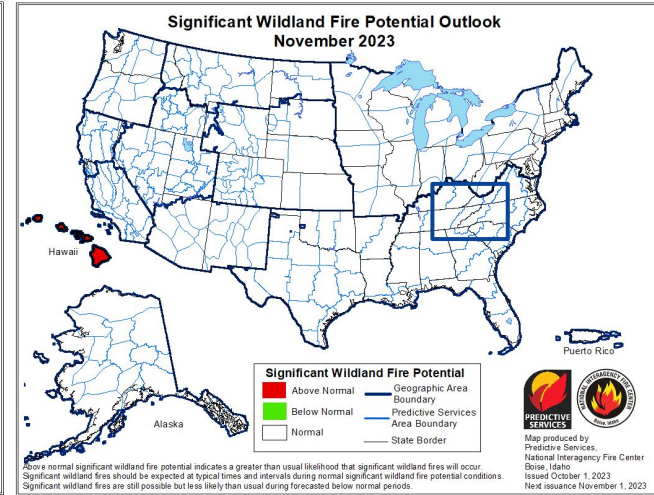 Significant Wildland Fire Potential Outlook
November 2023
Hawaii
Alaska
Puerto Rico
Significant Wildland Fire Potential
Above Normal
Below Normal
Normal
Geographic Area
Boundary
Predictive Services
Area Boundary
State Border
PREDICTIVE
SERVICES
NATIONAL INTERAGENCY FIRE CENTER
Boise, Idaho
Map produced by
Predictive Services,
National Interagency Fire Center
Boise, Idaho
Issued October 1, 2023
Next issuance November 1, 2023
Above normal significant wildland fire potential indicates a greater than usual likelihood that significant wildland fires will occur.
Significant wildland fires should be expected at typical times and intervals during normal significant wildland fire potential conditions.
Significant wildland fires are still possible but less likely than usual during forecasted below normal periods.